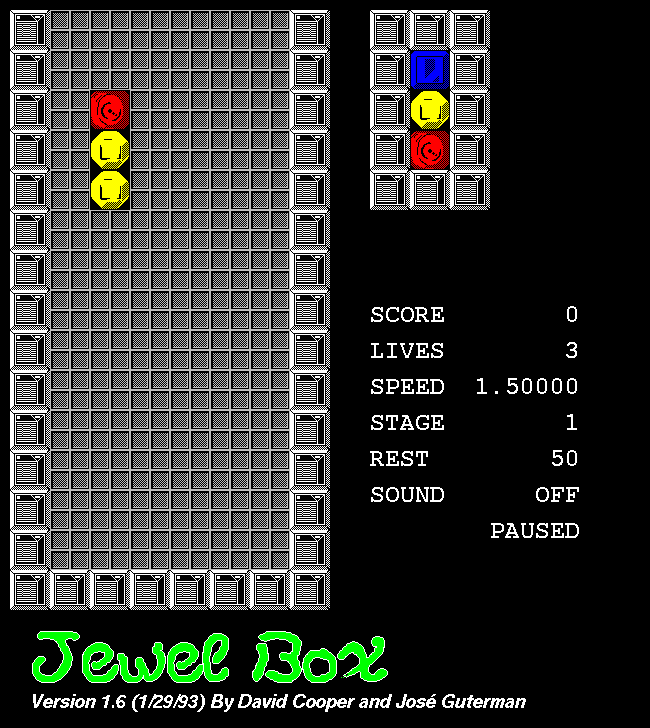 SCORE 0
LIVES 3
SPEED 1.50000
STAGE 1
REST 50
SOUND OFF
PAUSED
Jewel Box
Version 1.6 (1/29/93) By David Cooper and José Guterman